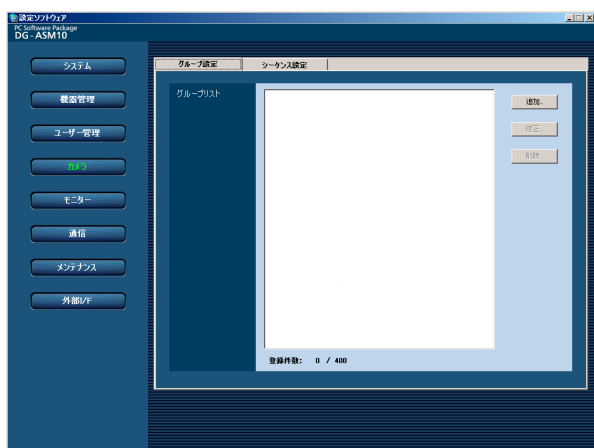 設定ソフトウェア
PC Software Package
DG - ASM10
システム
機器管理
ユーザー管理
カメラ
モニター
通信
メンテナンス
外部I/F
グループ設定
シーケンス設定
グループリスト
追加..
修正..
削除..
登録件数: 0 / 400